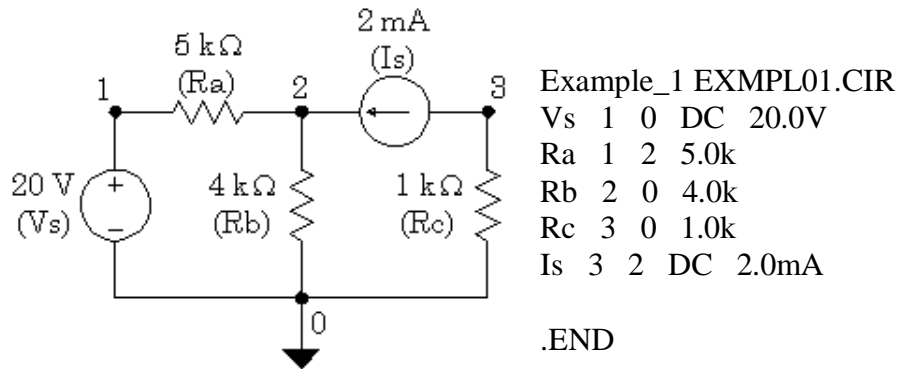 2 mA
(Is)
5 kΩ
(Ra)
1
2
3
20 V
(Vs)
+
−
4 kΩ
(Rb)
1 kΩ
(Rc)
0
Example_1 EXMPL01.CIR
Vs 1 0 DC 20.0V
Ra 1 2 5.0k
Rb 2 0 4.0k
Rc 3 0 1.0k
Is 3 2 DC 2.0mA
.END